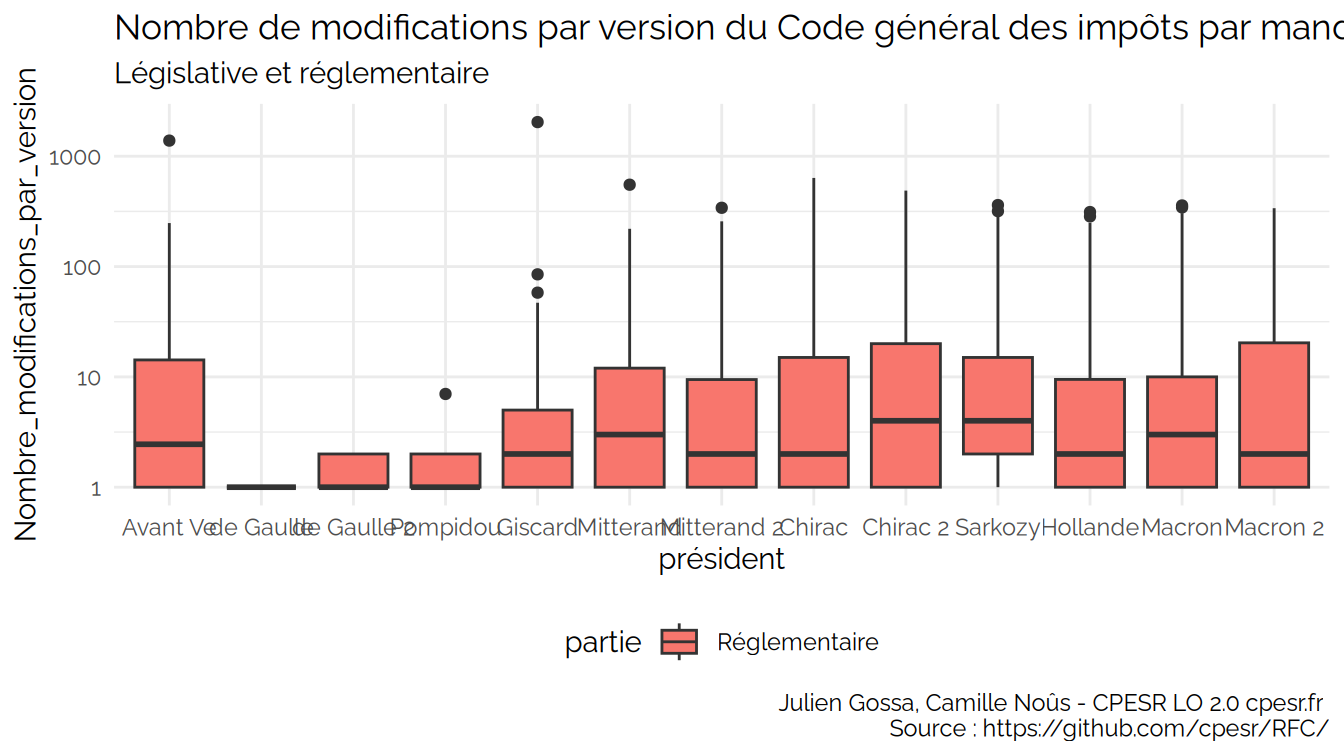 Nombre de modifications par version du Code général des impôts par mand
Législative et réglementaire
Nombre_modifications_par_version
1000
100
10
1
Avant Ve de Gaulle de Gaulle 2 Pompidou Giscard Mitterand Mitterand 2 Chirac Chirac 2 Sarkozy Hollande Macron Macron 2
président
partie Réglementaire
Julien Gossa, Camille Noûs - CPESR LO 2.0 cpesr.fr
Source : https://github.com/cpesr/RFC/